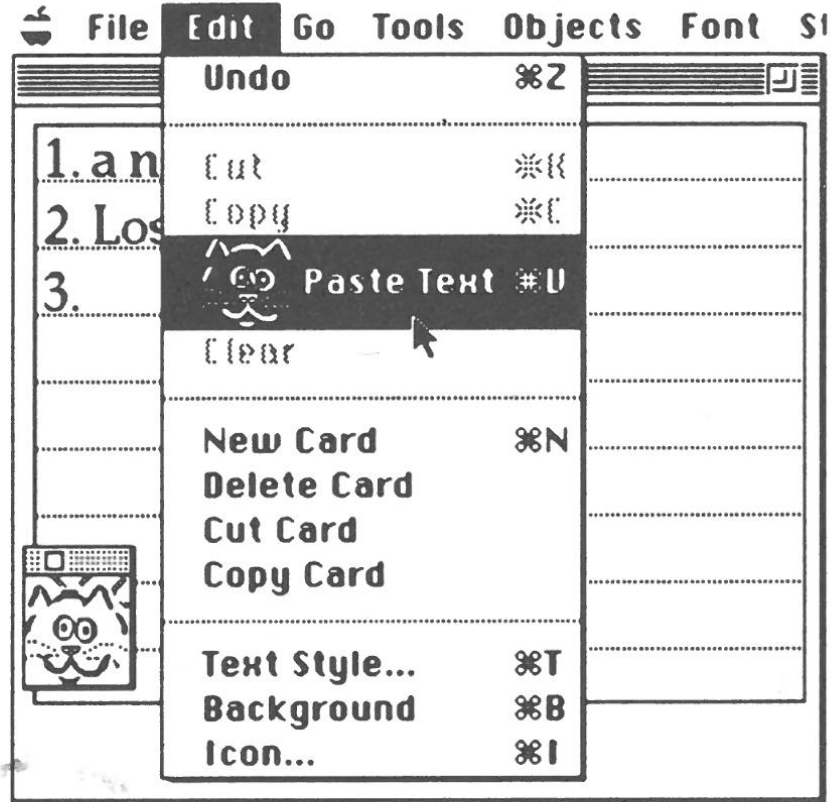 File Edit Go Tools Objects Font St
1. a n
2. Los
3.
Undo ⌘Z
Cut ⌘X
Copy ⌘C
Paste Text ⌘V
Clear
New Card ⌘N
Delete Card
Cut Card
Copy Card
Text Style... ⌘T
Background ⌘B
Icon... ⌘I